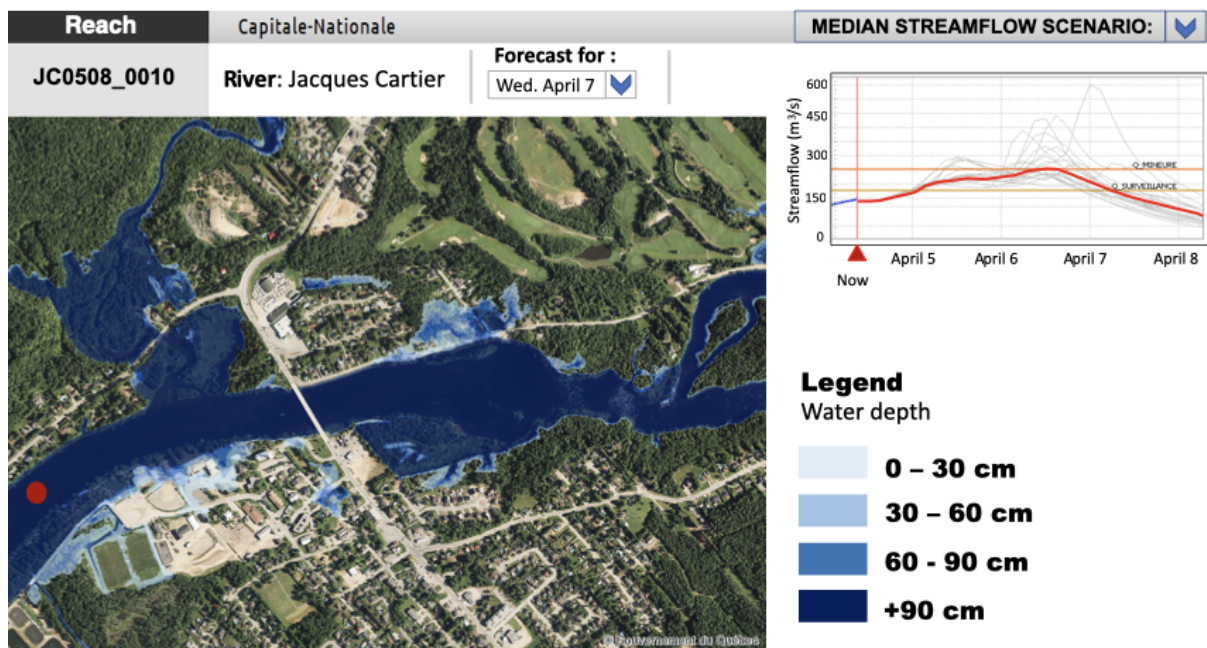 Reach
Capitale-Nationale
MEDIAN STREAMFLOW SCENARIO:
JC0508_0010
River: Jacques Cartier
Forecast for :
Wed. April 7
Streamflow (m³/s)
600
450
300
150
0
Q_MINEURE
Q_SURVEILLANCE
April 5
April 6
April 7
April 8
Now
Legend
Water depth
0 – 30 cm
30 – 60 cm
60 - 90 cm
+90 cm
© Gouvernement du Québec